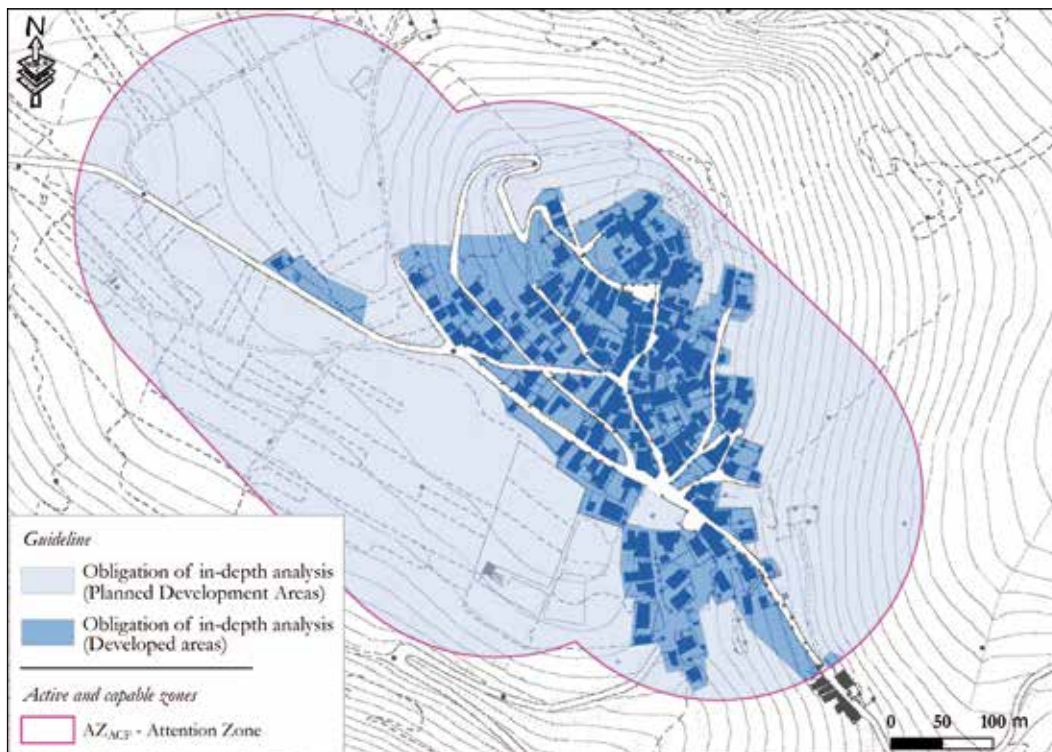 N
Guideline
Obligation of in-depth analysis
(Planned Development Areas)
Obligation of in-depth analysis
(Developed areas)
Active and capable zones
AZACF - Attention Zone
0 50 100 m